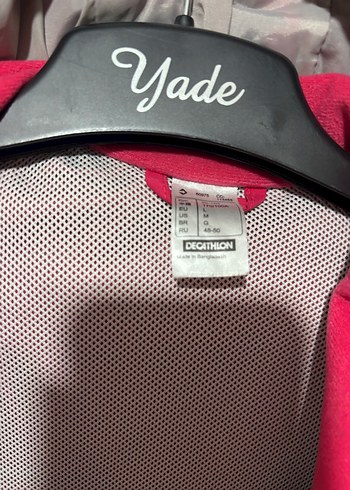 Yade
EU L
US M
BR G
RU 48-50
DECATHLON
Made in Bangladesh